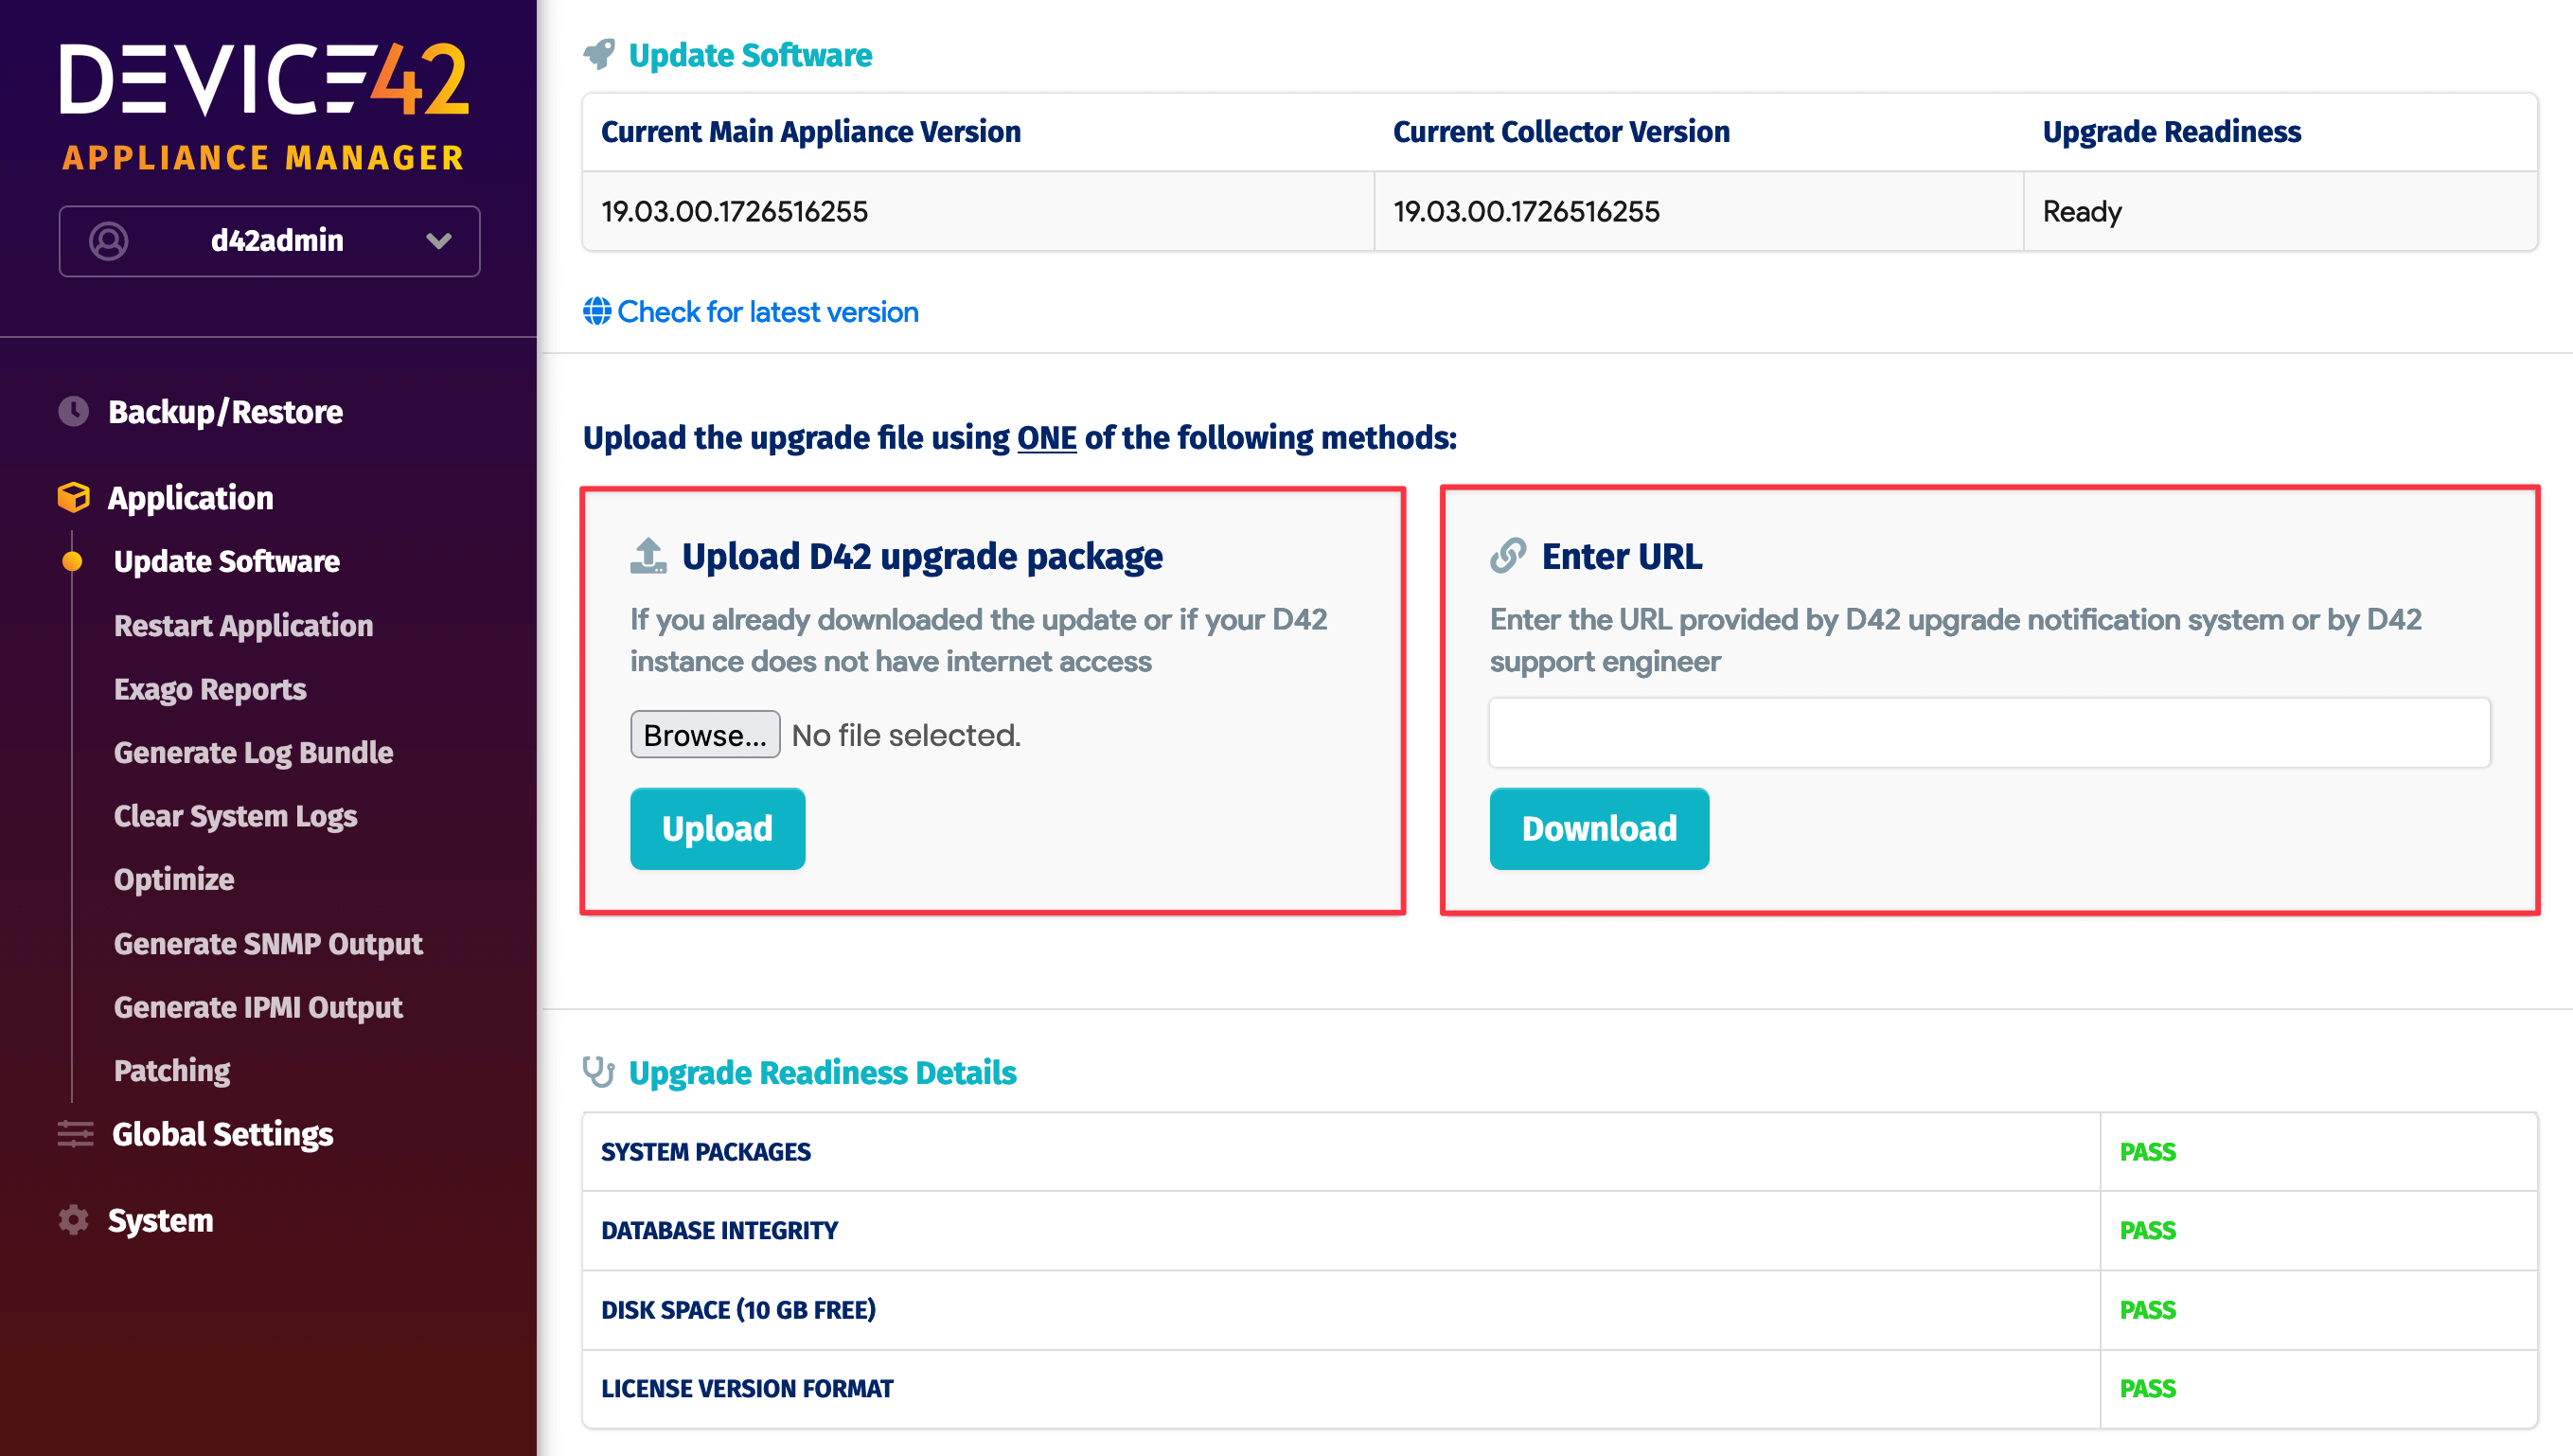 DEVICE42
APPLIANCE MANAGER
d42admin
Backup/Restore
Application
Update Software
Restart Application
Exago Reports
Generate Log Bundle
Clear System Logs
Optimize
Generate SNMP Output
Generate IPMI Output
Patching
Global Settings
System
Update Software
Current Main Appliance Version Current Collector Version Upgrade Readiness
19.03.00.1726516255 19.03.00.1726516255 Ready
Check for latest version
Upload the upgrade file using ONE of the following methods:
Upload D42 upgrade package
If you already downloaded the update or if your D42
instance does not have internet access
Browse... No file selected.
Upload
Enter URL
Enter the URL provided by D42 upgrade notification system or by D42
support engineer
Download
Upgrade Readiness Details
SYSTEM PACKAGES PASS
DATABASE INTEGRITY PASS
DISK SPACE (10 GB FREE) PASS
LICENSE VERSION FORMAT PASS